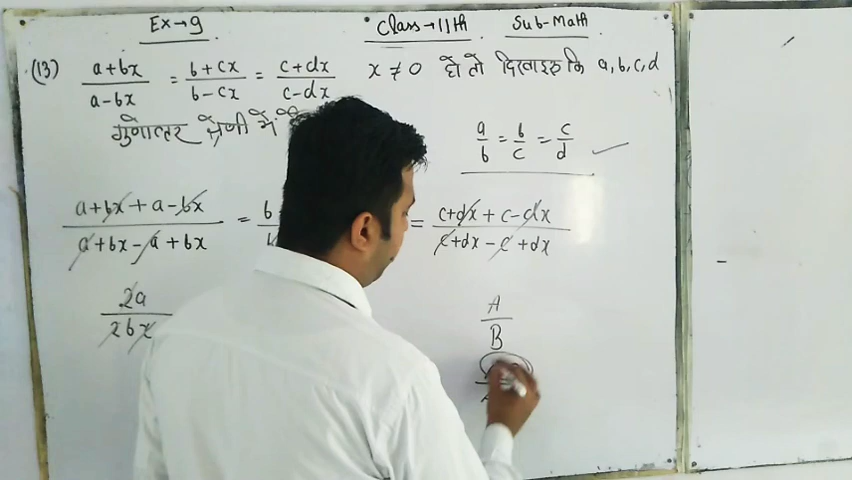 Ex→9 Class→11th Sub-Math
(13) a+bx/a-bx = b+cx/b-cx = c+dx/c-dx x≠0 हो तो दिखाइए कि a,b,c,d
गुणोत्तर श्रेणी में
a/b = b/c = c/d
a+bx+a-bx/a+bx-a+bx = = c+dx+c-dx/c+dx-c+dx
2a/2bx
A/B